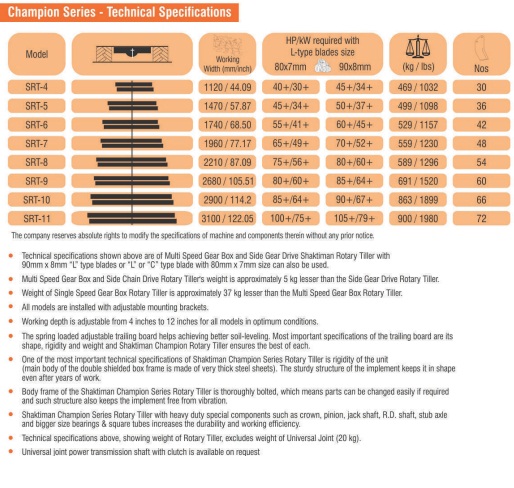 Champion Series - Technical Specifications
Model
Working
Width (mm/inch)
HP/kW required with
L-type blades size
80x7mm 90x8mm
(kg / lbs)
Nos
SRT-4 1120 / 44.09 40+/30+ 45+/34+ 469 / 1032 30
SRT-5 1470 / 57.87 45+/34+ 50+/37+ 499 / 1098 36
SRT-6 1740 / 68.50 55+/41+ 60+/45+ 529 / 1157 42
SRT-7 1960 / 77.17 65+/49+ 70+/52+ 559 / 1230 48
SRT-8 2210 / 87.09 75+/56+ 80+/60+ 589 / 1296 54
SRT-9 2680 / 105.51 80+/60+ 85+/64+ 691 / 1520 60
SRT-10 2900 / 114.2 85+/64+ 90+/67+ 863 / 1899 66
SRT-11 3100 / 122.05 100+/75+ 105+/79+ 900 / 1980 72
The company reserves absolute rights to modify the specifications of machine and components therein without any prior notice.
• Technical specifications shown above are of Multi Speed Gear Box and Side Gear Drive Shaktiman Rotary Tiller with
90mm x 8mm "L" type blades or "L" or "C" type blade with 80mm x 7mm size can also be used.
• Multi Speed Gear Box and Side Chain Drive Rotary Tiller's weight is approximately 5 kg lesser than the Side Gear Drive Rotary Tiller.
• Weight of Single Speed Gear Box Rotary Tiller is approximately 37 kg lesser than the Multi Speed Gear Box Rotary Tiller.
• All models are installed with adjustable mounting brackets.
• Working depth is adjustable from 4 inches to 12 inches for all models in optimum conditions.
• The spring loaded adjustable trailing board helps achieving better soil-leveling. Most important specifications of the trailing board are its
shape, rigidity and weight and Shaktiman Champion Rotary Tiller ensures the best of each.
• One of the most important technical specifications of Shaktiman Champion Series Rotary Tiller is rigidity of the unit
(main body of the double shielded box frame is made of very thick steel sheets). The sturdy structure of the implement keeps it in shape
even after years of work.
• Body frame of the Shaktiman Champion Series Rotary Tiller is thoroughly bolted, which means parts can be changed easily if required
and such structure also keeps the implement free from vibration.
• Shaktiman Champion Series Rotary Tiller with heavy duty special components such as crown, pinion, jack shaft, R.D. shaft, stub axle
and bigger size bearings & square tubes increases the durability and working efficiency.
• Technical specifications above, showing weight of Rotary Tiller, excludes weight of Universal Joint (20 kg).
• Universal joint power transmission shaft with clutch is available on request